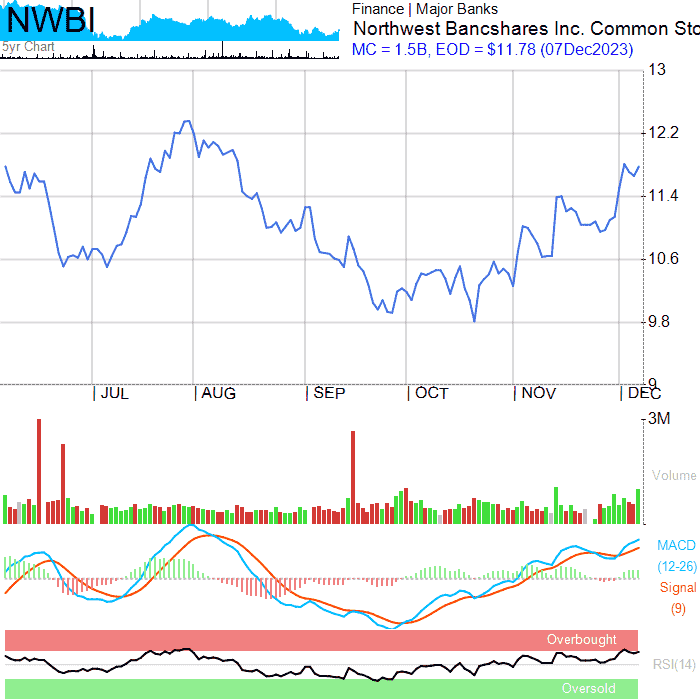 NWBI
5yr Chart
Finance | Major Banks
Northwest Bancshares Inc. Common Sto
MC = 1.5B, EOD = $11.78 (07Dec2023)
13
12.2
11.4
10.6
9.8
9
JUL
AUG
SEP
OCT
NOV
DEC
3M
Volume
MACD
(12-26)
Signal
(9)
Overbought
RSI(14)
Oversold